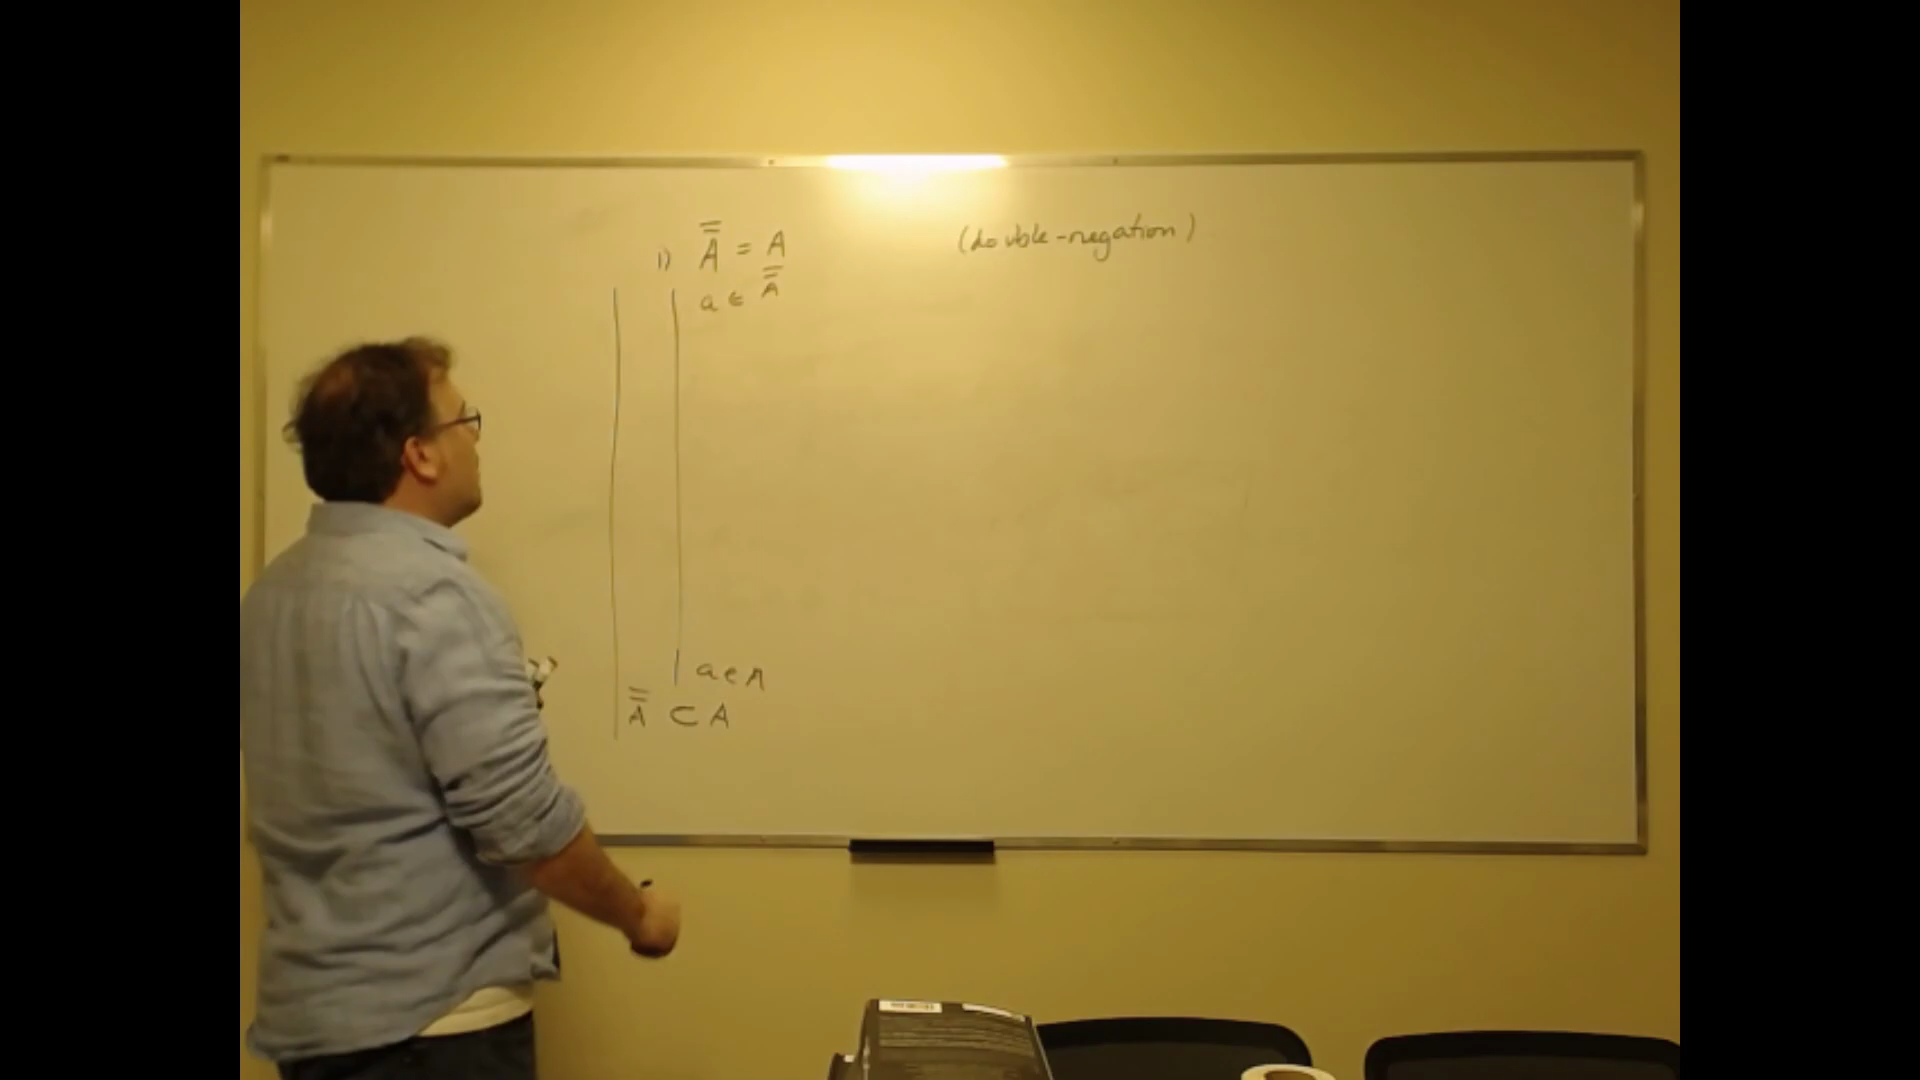 1) A̿ = A (double-negation)
a ∈ A̿
a ∈ A
A̿ ⊂ A